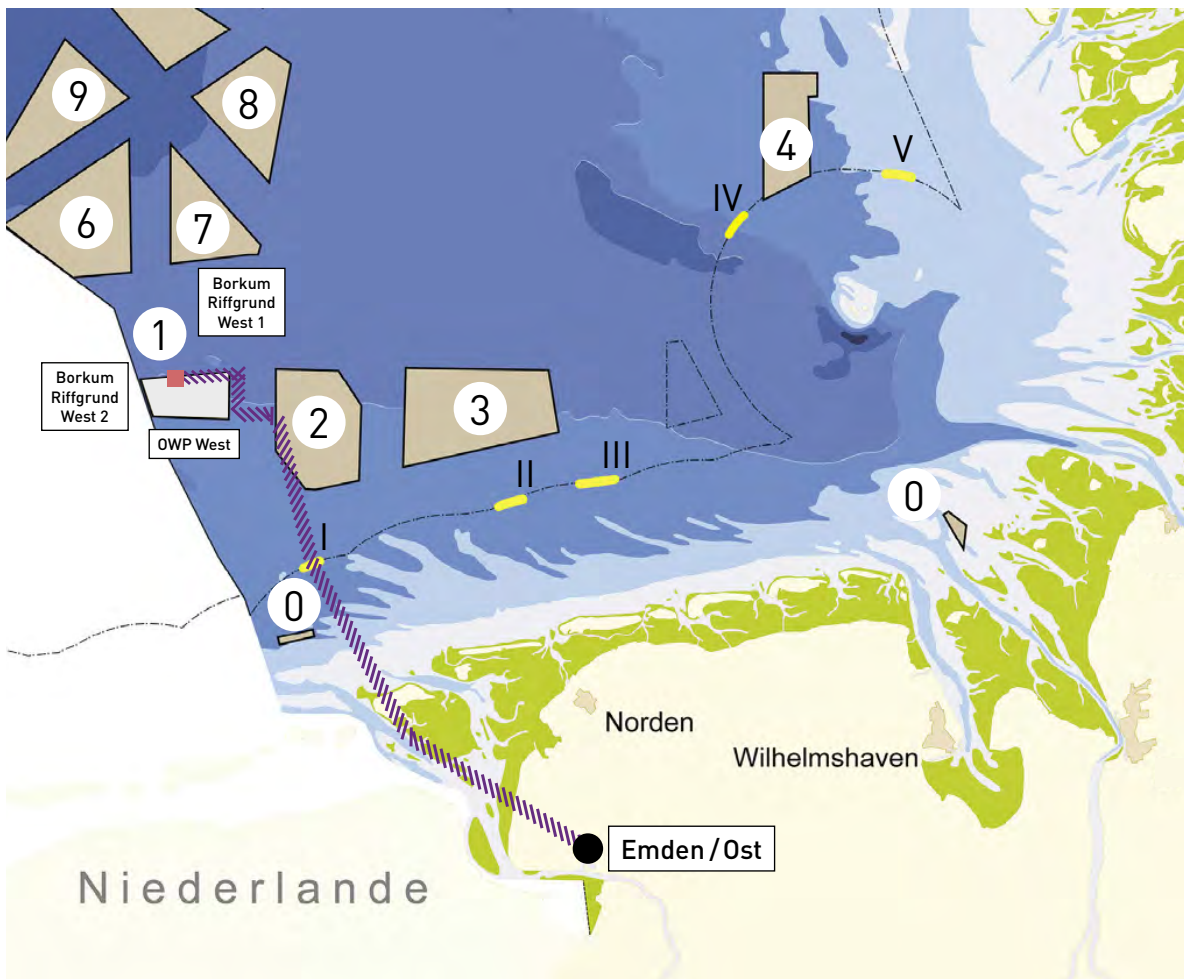 9
8
4
V
IV
6
7
Borkum
Riffgrund
West 1
1
Borkum
Riffgrund
West 2
2
3
OWP West
II
III
0
I
0
Norden
Wilhelmshaven
Emden / Ost
Niederlande